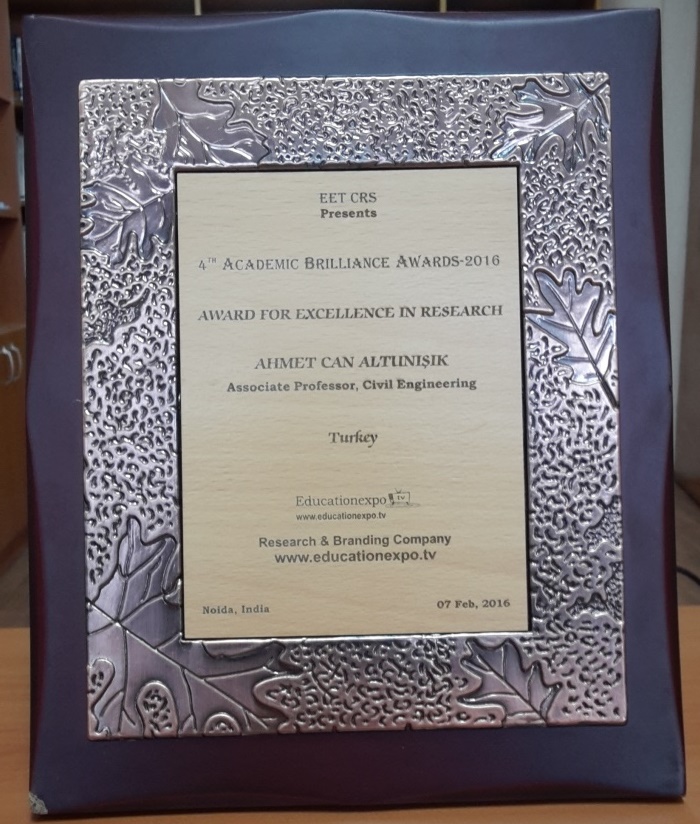 EET CRS
Presents
4TH ACADEMIC BRILLIANCE AWARDS-2016
AWARD FOR EXCELLENCE IN RESEARCH
AHMET CAN ALTUNIŞIK
Associate Professor, Civil Engineering
Turkey
Educationexpo tv
www.educationexpo.tv
Research & Branding Company
www.educationexpo.tv
Noida, India
07 Feb, 2016